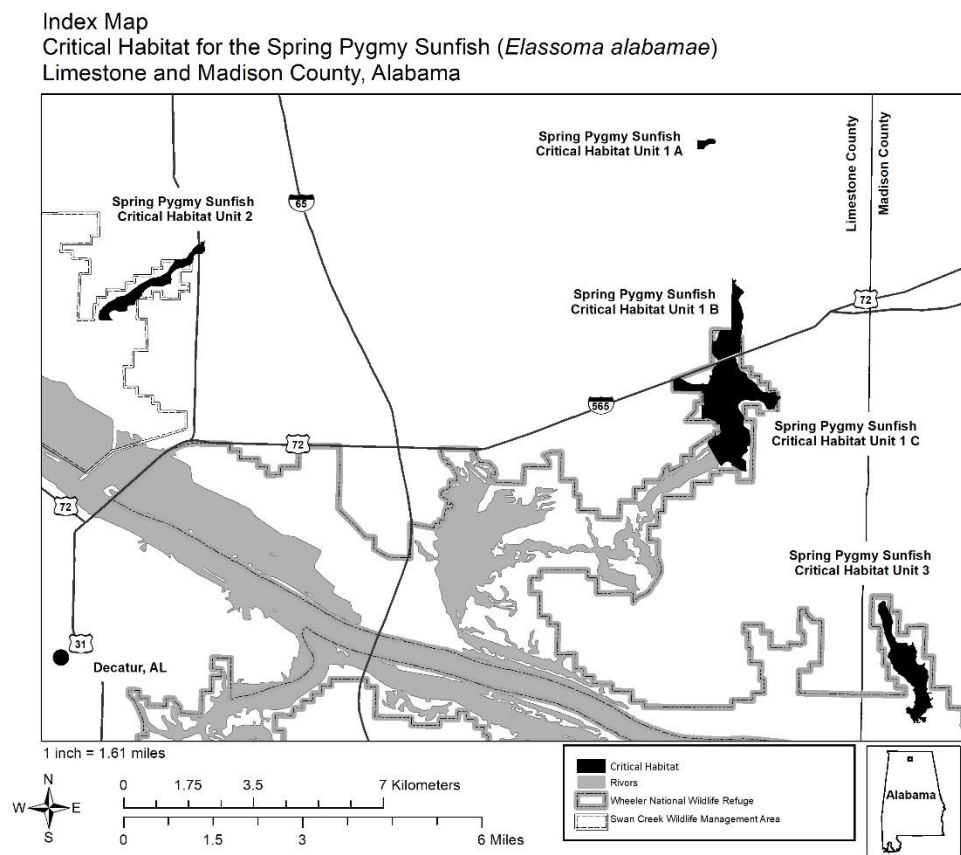 Index Map
Critical Habitat for the Spring Pygmy Sunfish (Elassoma alabamae)
Limestone and Madison County, Alabama
Spring Pygmy Sunfish
Critical Habitat Unit 1 A
Limestone County
Madison County
65
Spring Pygmy Sunfish
Critical Habitat Unit 2
Spring Pygmy Sunfish
Critical Habitat Unit 1 B
72
565
Spring Pygmy Sunfish
Critical Habitat Unit 1 C
72
72
Spring Pygmy Sunfish
Critical Habitat Unit 3
31
Decatur, AL
1 inch = 1.61 miles
N
W E
S
0 1.75 3.5 7 Kilometers
0 1.5 3 6 Miles
Critical Habitat
Rivors
Wheeler National Wildlife Refuge
Swan Creek Wildlife Management Area
Alabama